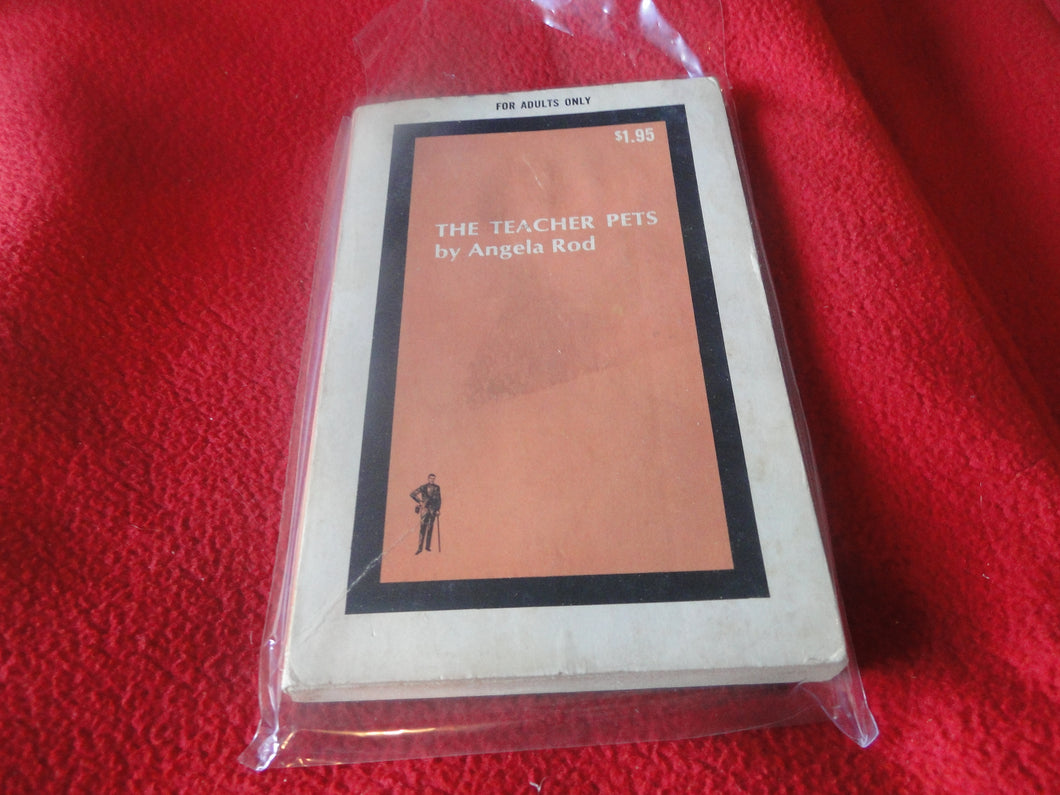 FOR ADULTS ONLY
$1.95
THE TEACHER PETS
by Angela Rod